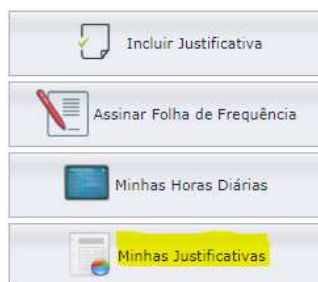 Incluir Justificativa
Assinar Folha de Frequência
Minhas Horas Diárias
Minhas Justificativas